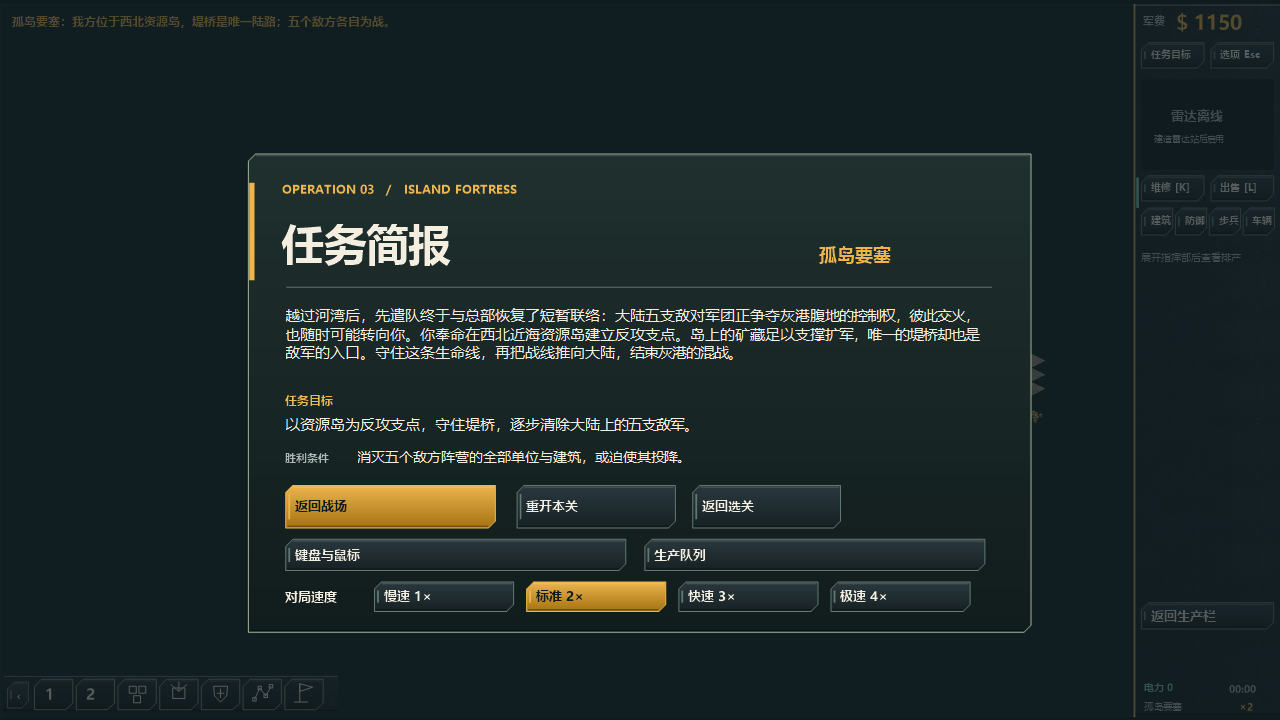 孤岛要塞：我方位于西北资源岛，堤桥是唯一陆路；五个敌方各自为战。
军费 $ 1150
任务目标 选项 Esc
雷达离线
建造雷达站后启用
维修 [K] 出售 [L]
建筑 防御 步兵 车辆
展开指挥部后查看排产
OPERATION 03 / ISLAND FORTRESS
任务简报
孤岛要塞
越过河湾后，先遣队终于与总部恢复了短暂联络：大陆五支敌对军团正争夺灰港腹地的控制权，彼此交火，
也随时可能转向你。你奉命在西北近海资源岛建立反攻支点。岛上的矿藏足以支撑扩军，唯一的堤桥却也是
敌军的入口。守住这条生命线，再把战线推向大陆，结束灰港的混战。
任务目标
以资源岛为反攻支点，守住堤桥，逐步清除大陆上的五支敌军。
胜利条件 消灭五个敌方阵营的全部单位与建筑，或迫使其投降。
返回战场 重开本关 返回选关
键盘与鼠标 生产队列
对局速度 慢速 1× 标准 2× 快速 3× 极速 4×
返回生产栏
1 2
电力 0 00:00
孤岛要塞 ×2